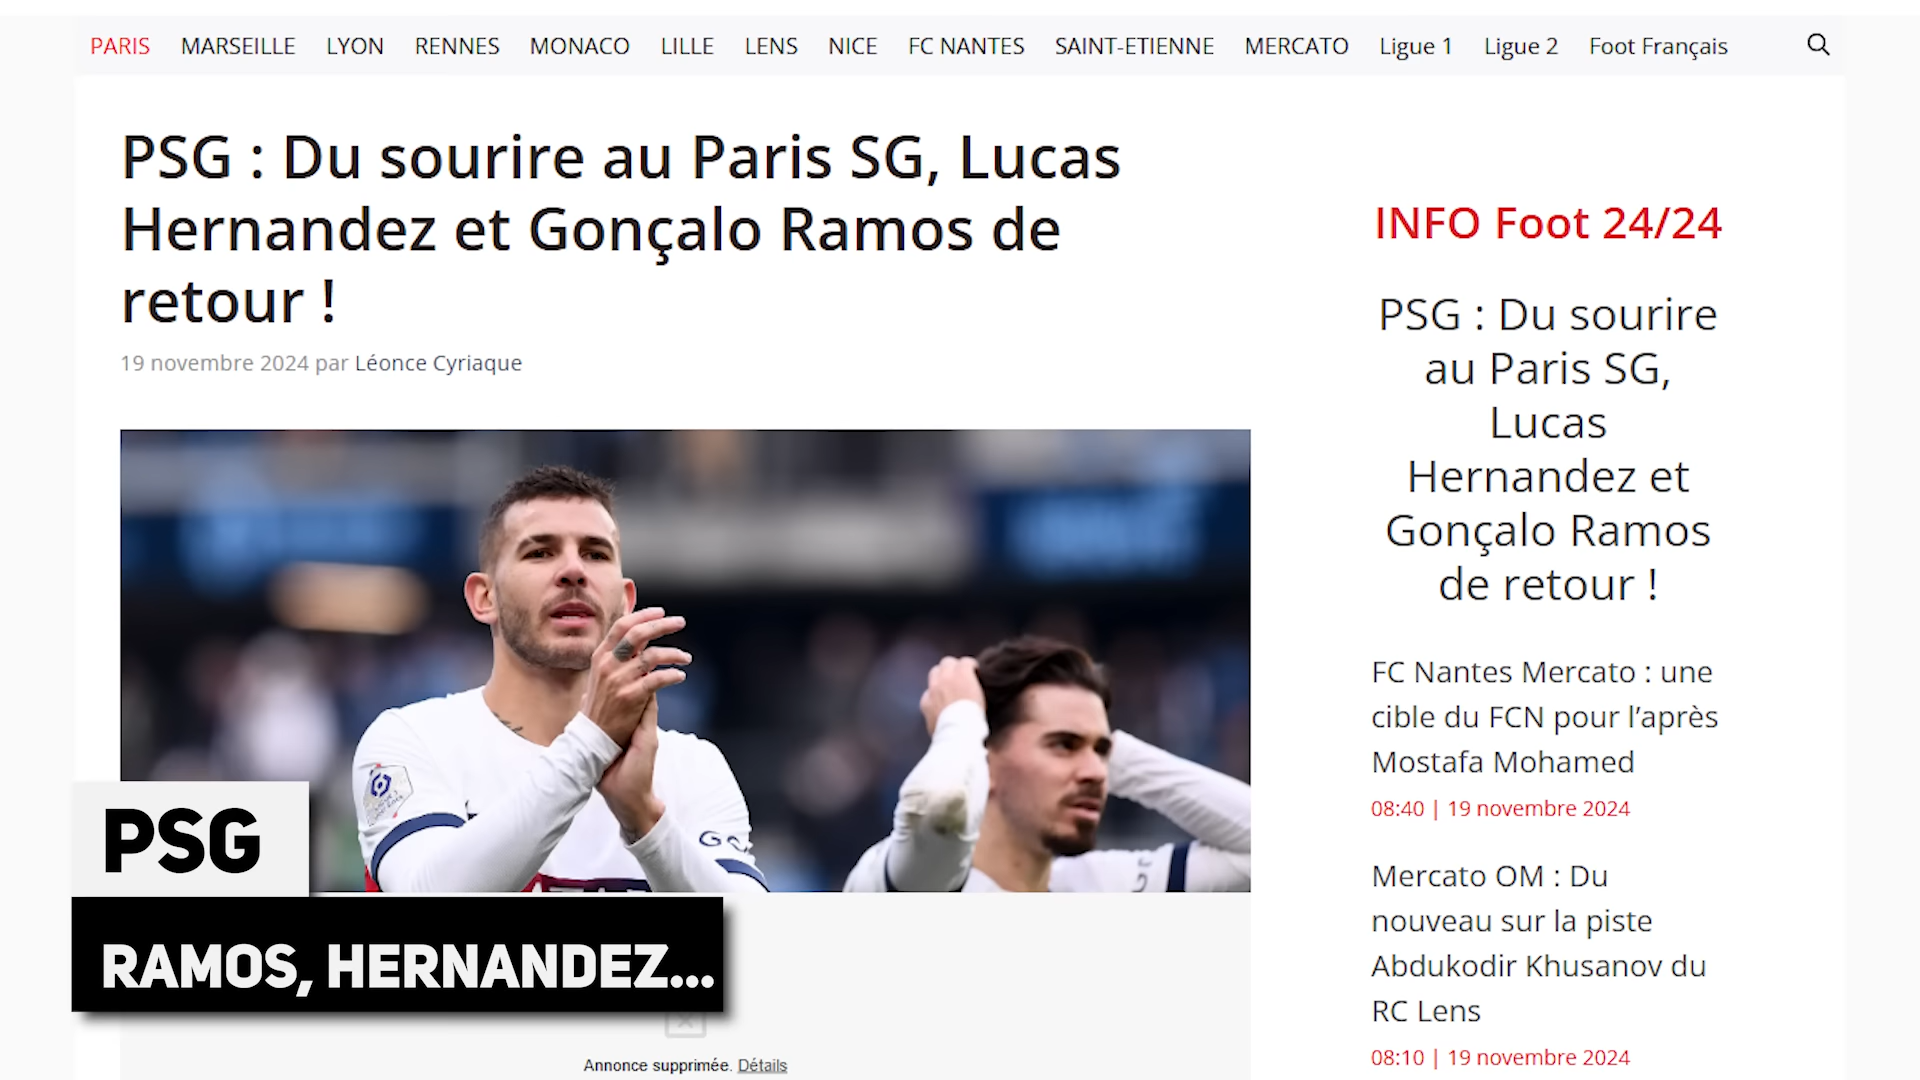 PARIS MARSEILLE LYON RENNES MONACO LILLE LENS NICE FC NANTES SAINT-ETIENNE MERCATO Ligue 1 Ligue 2 Foot Français
PSG : Du sourire au Paris SG, Lucas
Hernandez et Gonçalo Ramos de
retour !
19 novembre 2024 par Léonce Cyriaque
GO
PSG
RAMOS, HERNANDEZ...
Annonce supprimée. Détails
INFO Foot 24/24
PSG : Du sourire
au Paris SG,
Lucas
Hernandez et
Gonçalo Ramos
de retour !
FC Nantes Mercato : une
cible du FCN pour l’après
Mostafa Mohamed
08:40 | 19 novembre 2024
Mercato OM : Du
nouveau sur la piste
Abdukodir Khusanov du
RC Lens
08:10 | 19 novembre 2024